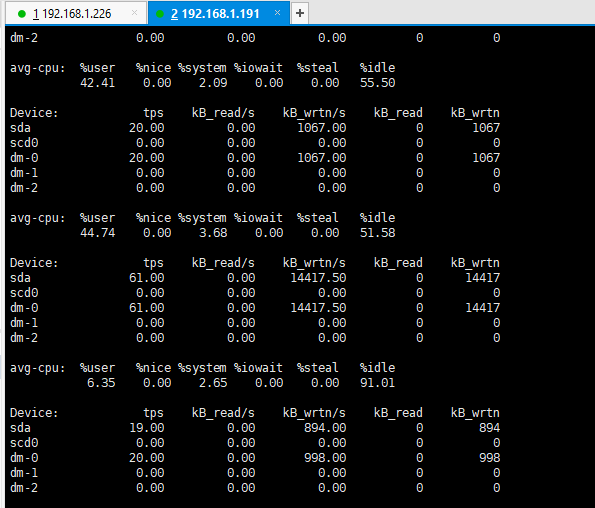 1 192.168.1.226 × 2 192.168.1.191 × +
dm-2 0.00 0.00 0.00 0 0
avg-cpu: %user %nice %system %iowait %steal %idle
42.41 0.00 2.09 0.00 0.00 55.50
Device: tps kB_read/s kB_wrtn/s kB_read kB_wrtn
sda 20.00 0.00 1067.00 0 1067
scd0 0.00 0.00 0.00 0 0
dm-0 20.00 0.00 1067.00 0 1067
dm-1 0.00 0.00 0.00 0 0
dm-2 0.00 0.00 0.00 0 0
avg-cpu: %user %nice %system %iowait %steal %idle
44.74 0.00 3.68 0.00 0.00 51.58
Device: tps kB_read/s kB_wrtn/s kB_read kB_wrtn
sda 61.00 0.00 14417.50 0 14417
scd0 0.00 0.00 0.00 0 0
dm-0 61.00 0.00 14417.50 0 14417
dm-1 0.00 0.00 0.00 0 0
dm-2 0.00 0.00 0.00 0 0
avg-cpu: %user %nice %system %iowait %steal %idle
6.35 0.00 2.65 0.00 0.00 91.01
Device: tps kB_read/s kB_wrtn/s kB_read kB_wrtn
sda 19.00 0.00 894.00 0 894
scd0 0.00 0.00 0.00 0 0
dm-0 20.00 0.00 998.00 0 998
dm-1 0.00 0.00 0.00 0 0
dm-2 0.00 0.00 0.00 0 0